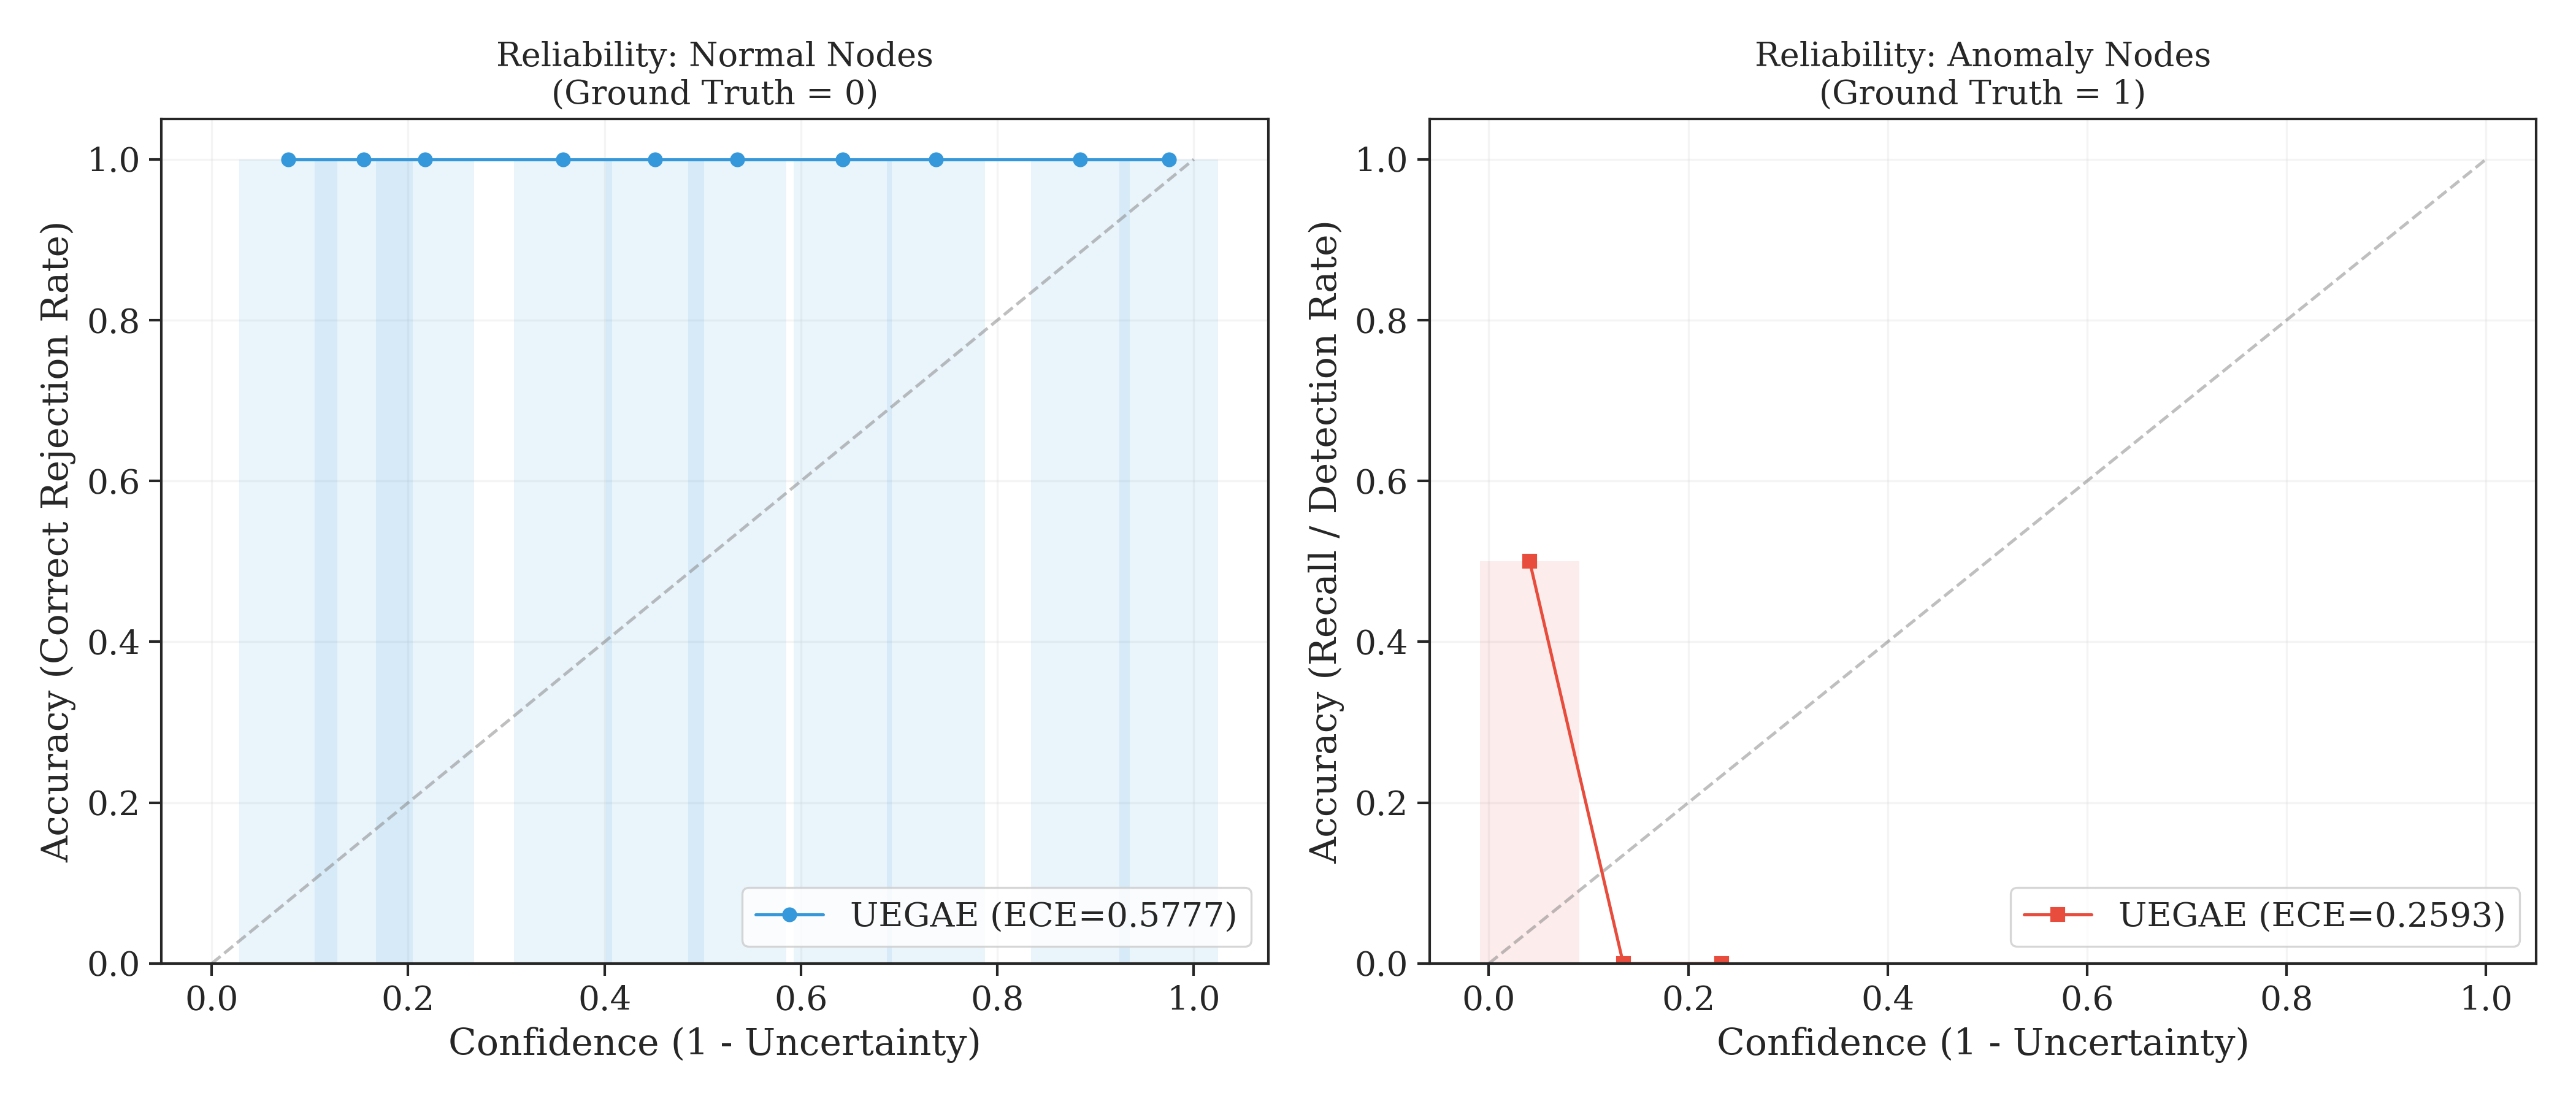 Reliability: Normal Nodes
(Ground Truth = 0)
Accuracy (Correct Rejection Rate)
1.0
0.8
0.6
0.4
0.2
0.0
UEGAE (ECE=0.5777)
0.0 0.2 0.4 0.6 0.8 1.0
Confidence (1 - Uncertainty)
Reliability: Anomaly Nodes
(Ground Truth = 1)
Accuracy (Recall / Detection Rate)
1.0
0.8
0.6
0.4
0.2
0.0
UEGAE (ECE=0.2593)
0.0 0.2 0.4 0.6 0.8 1.0
Confidence (1 - Uncertainty)